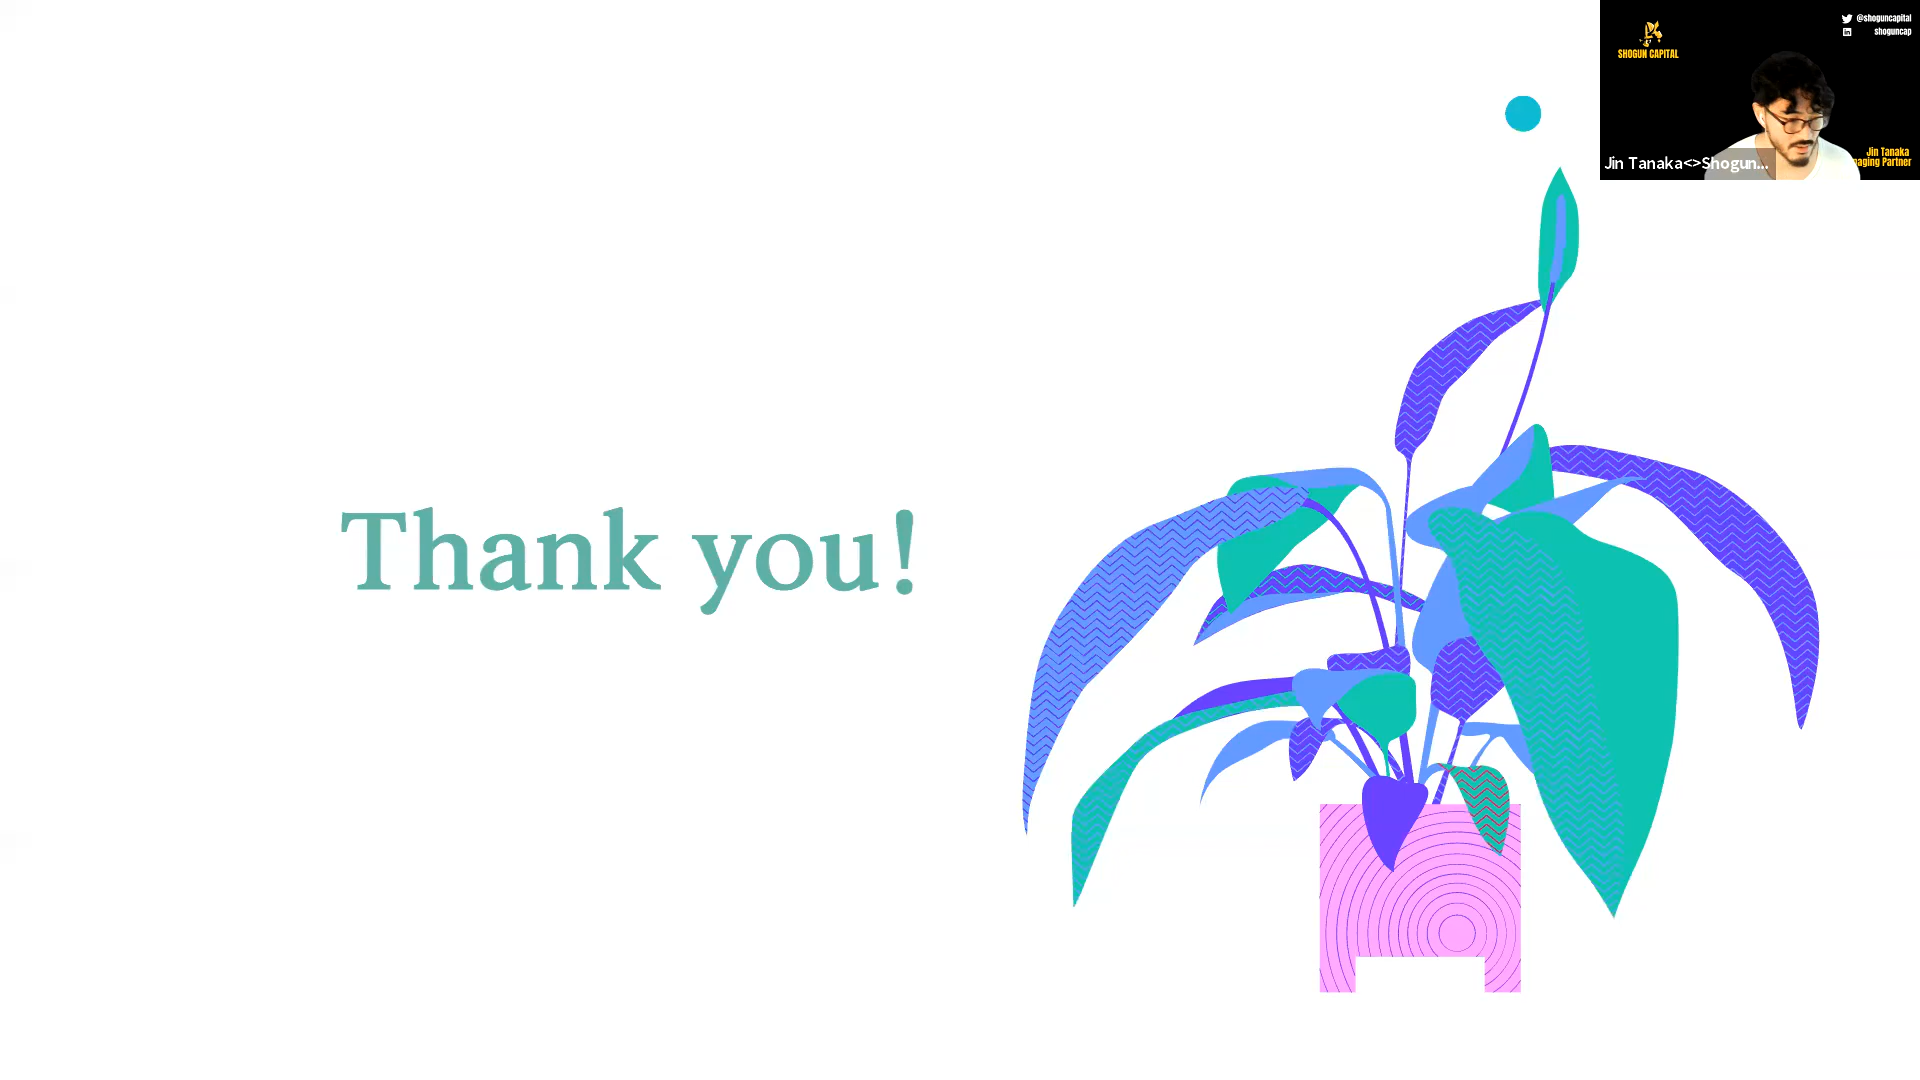 Thank you!
SHOGUN CAPITAL
@shoguncapital
shoguncap
Jin Tanaka<>Shogun...
Jin Tanaka
aging Partner